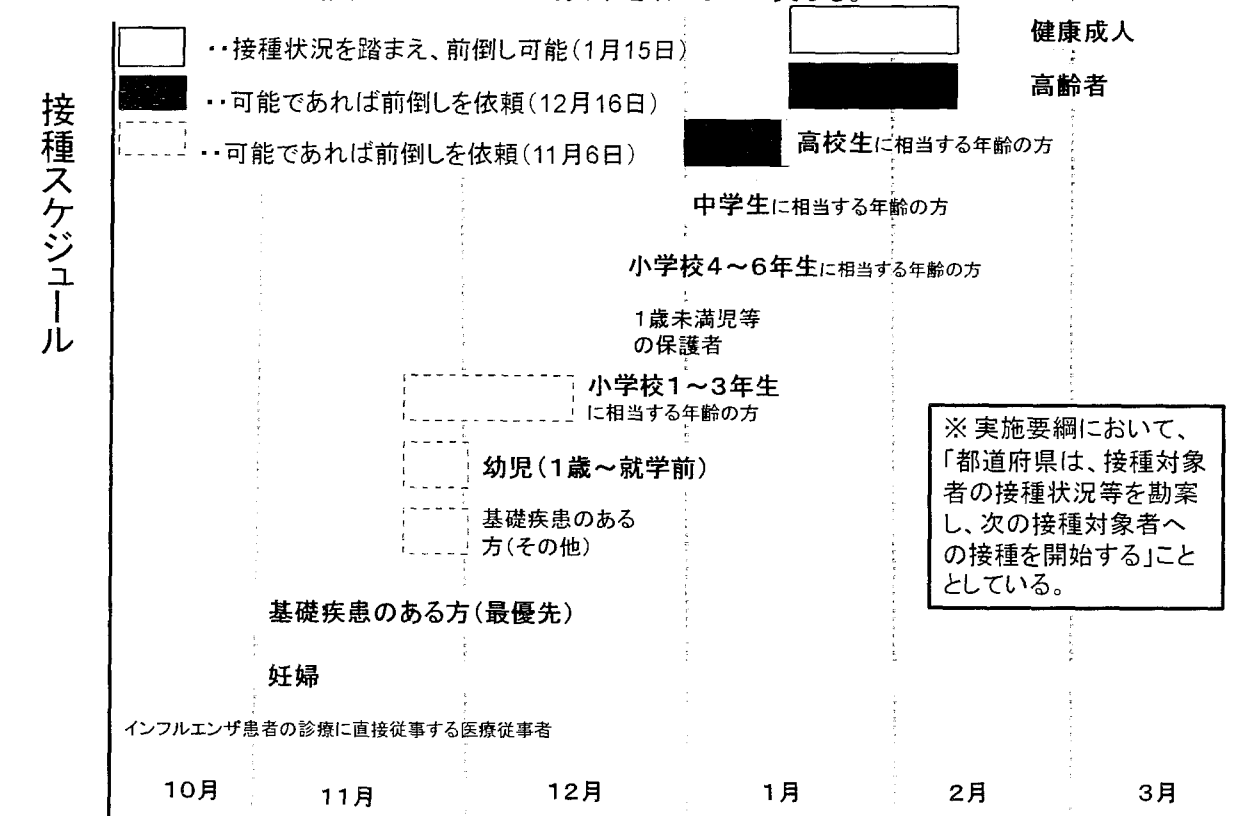 ‥接種状況を踏まえ、前倒し可能(1月15日)
‥可能であれば前倒しを依頼(12月16日)
‥可能であれば前倒しを依頼(11月6日)
接種スケジュール
健康成人
高齢者
高校生に相当する年齢の方
中学生に相当する年齢の方
小学校4~6年生に相当する年齢の方
1歳未満児等
の保護者
小学校1~3年生
に相当する年齢の方
幼児(1歳~就学前)
基礎疾患のある
方(その他)
基礎疾患のある方(最優先)
妊婦
インフルエンザ患者の診療に直接従事する医療従事者
※ 実施要綱において、
「都道府県は、接種対象
者の接種状況等を勘案
し、次の接種対象者へ
の接種を開始する」こと
としている。
10月
11月
12月
1月
2月
3月